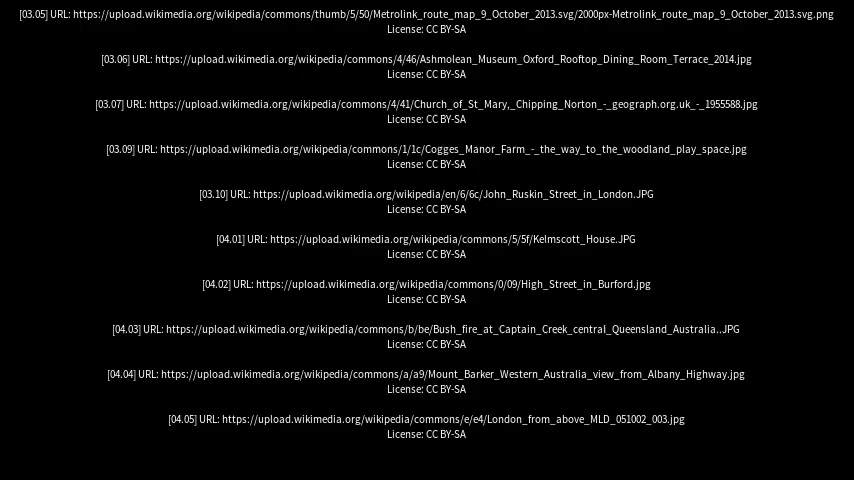 [03.05] URL: https://upload.wikimedia.org/wikipedia/commons/thumb/5/50/Metrolink_route_map_9_October_2013.svg/2000px-Metrolink_route_map_9_October_2013.svg.png
License: CC BY-SA
[03.06] URL: https://upload.wikimedia.org/wikipedia/commons/4/46/Ashmolean_Museum_Oxford_Rooftop_Dining_Room_Terrace_2014.jpg
License: CC BY-SA
[03.07] URL: https://upload.wikimedia.org/wikipedia/commons/4/41/Church_of_St_Mary,_Chipping_Norton_-_geograph.org.uk_-_1955588.jpg
License: CC BY-SA
[03.09] URL: https://upload.wikimedia.org/wikipedia/commons/1/1c/Cogges_Manor_Farm_-_the_way_to_the_woodland_play_space.jpg
License: CC BY-SA
[03.10] URL: https://upload.wikimedia.org/wikipedia/en/6/6c/John_Ruskin_Street_in_London.JPG
License: CC BY-SA
[04.01] URL: https://upload.wikimedia.org/wikipedia/commons/5/5f/Kelmscott_House.JPG
License: CC BY-SA
[04.02] URL: https://upload.wikimedia.org/wikipedia/commons/0/09/High_Street_in_Burford.jpg
License: CC BY-SA
[04.03] URL: https://upload.wikimedia.org/wikipedia/commons/b/be/Bush_fire_at_Captain_Creek_central_Queensland_Australia..JPG
License: CC BY-SA
[04.04] URL: https://upload.wikimedia.org/wikipedia/commons/a/a9/Mount_Barker_Western_Australia_view_from_Albany_Highway.jpg
License: CC BY-SA
[04.05] URL: https://upload.wikimedia.org/wikipedia/commons/e/e4/London_from_above_MLD_051002_003.jpg
License: CC BY-SA